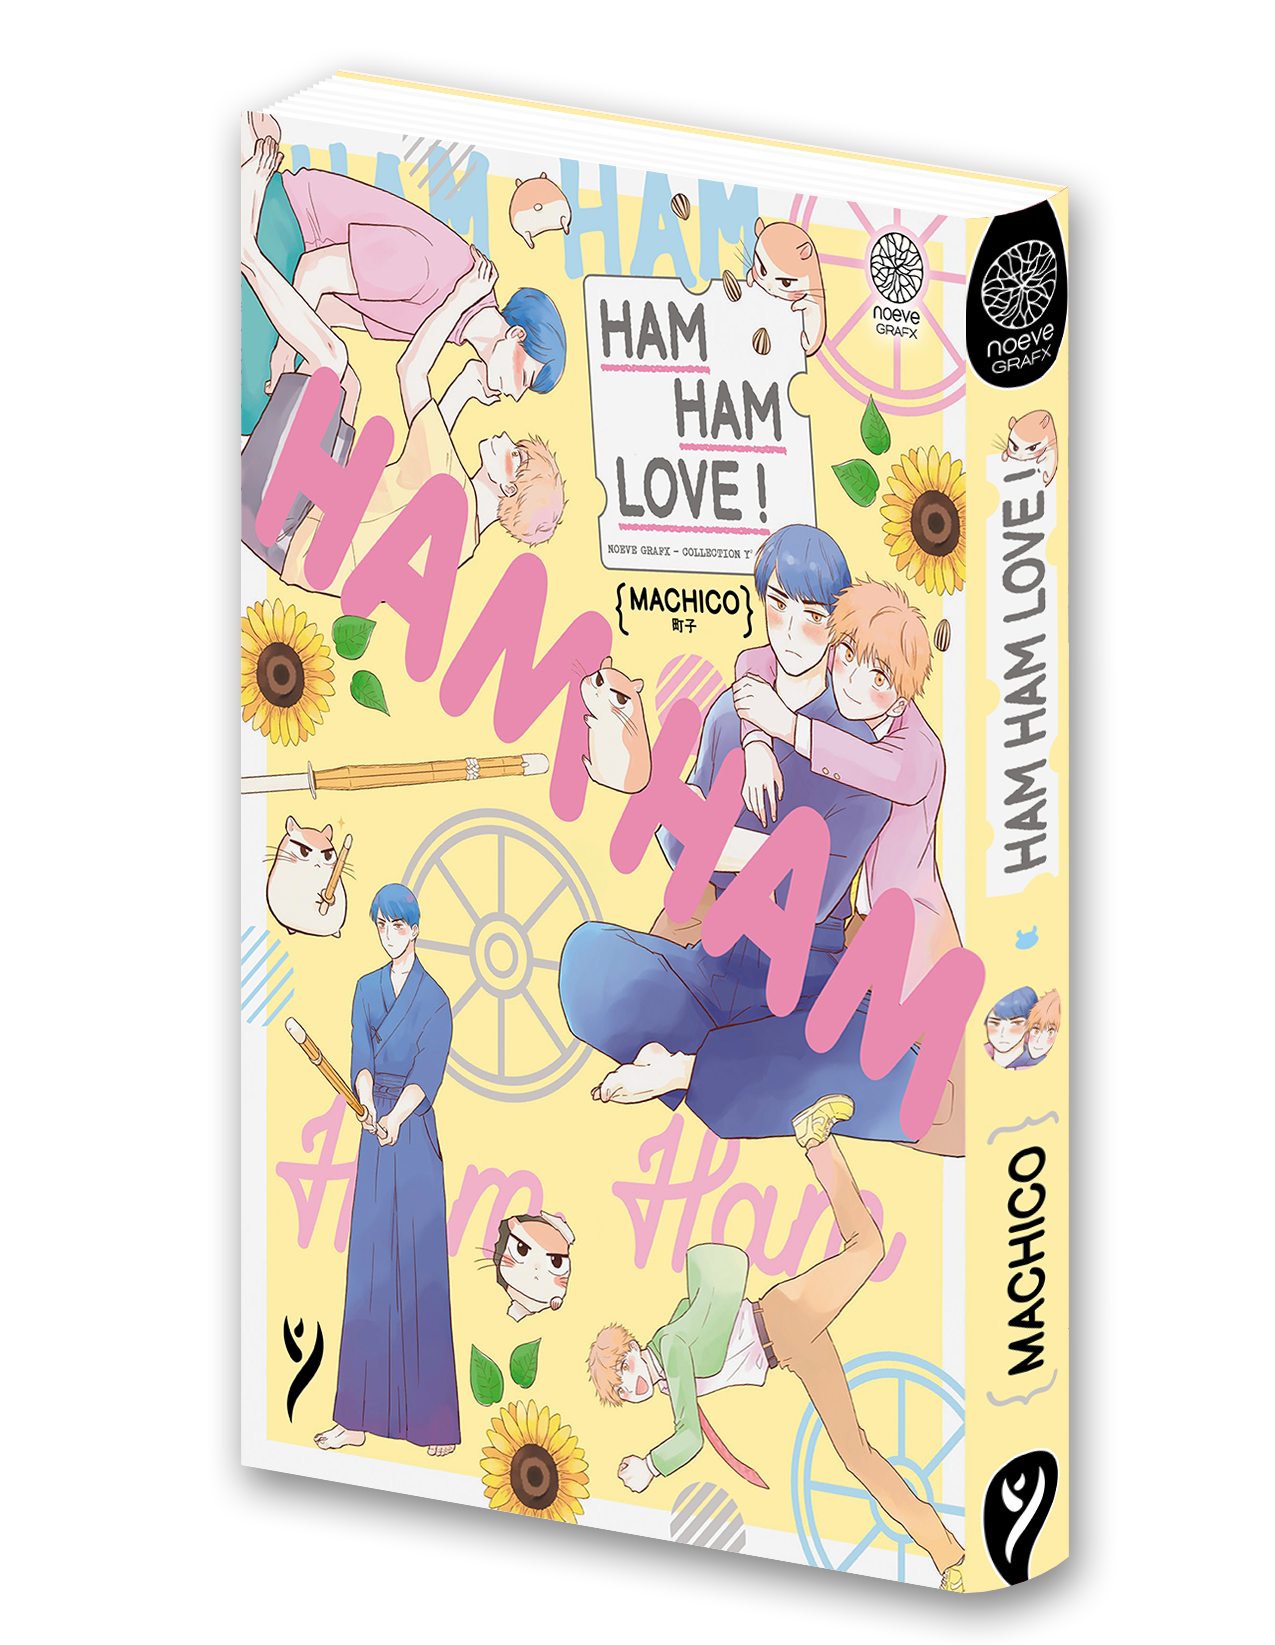 HAM HAM
HAM
HAM
LOVE !
NOEVE GRAFX - COLLECTION Y²
{MACHICO}
町子
noeve
GRAFX
HAM HAM
Ham Ham
noeve
GRAFX
HAM HAM LOVE !
{MACHICO}